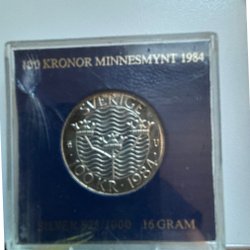 100 KRONOR MINNESMYNT 1984
SVERIGE
100 KR. 1984
SILVER 925/1000 16 GRAM